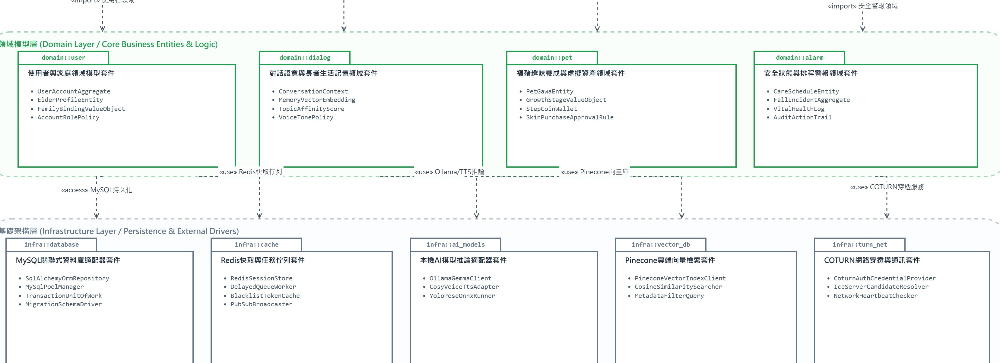 «import» 使用者領域
«import» 安全警報領域
領域模型層 (Domain Layer / Core Business Entities & Logic)
domain::user
使用者與家庭領域模型套件
• UserAccountAggregate
• ElderProfileEntity
• FamilyBindingValueObject
• AccountRolePolicy
domain::dialog
對話語意與長者生活記憶領域套件
• ConversationContext
• MemoryVectorEmbedding
• TopicAffinityScore
• VoiceTonePolicy
domain::pet
福豬趣味養成與虛擬資產領域套件
• PetGawaEntity
• GrowthStageValueObject
• StepCoinWallet
• SkinPurchaseApprovalRule
domain::alarm
安全狀態與排程警報領域套件
• CareScheduleEntity
• FallIncidentAggregate
• VitalHealthLog
• AuditActionTrail
«access» MySQL持久化
«use» Redis快取佇列
«use» Ollama/TTS推論
«use» Pinecone向量庫
«use» COTURN穿透服務
基礎架構層 (Infrastructure Layer / Persistence & External Drivers)
infra::database
MySQL關聯式資料庫適配器套件
• SqlAlchemyOrmRepository
• MySqlPoolManager
• TransactionUnitOfWork
• MigrationSchemaDriver
infra::cache
Redis快取與任務佇列套件
• RedisSessionStore
• DelayedQueueWorker
• BlacklistTokenCache
• PubSubBroadcaster
infra::ai_models
本機AI模型推論適配器套件
• OllamaGemmaClient
• CosyVoiceTtsAdapter
• YoloPoseOnnxRunner
infra::vector_db
Pinecone雲端向量檢索套件
• PineconeVectorIndexClient
• CosineSimilaritySearcher
• MetadataFilterQuery
infra::turn_net
COTURN網路穿透與通訊套件
• CoturnAuthCredentialProvider
• IceServerCandidateResolver
• NetworkHeartbeatChecker